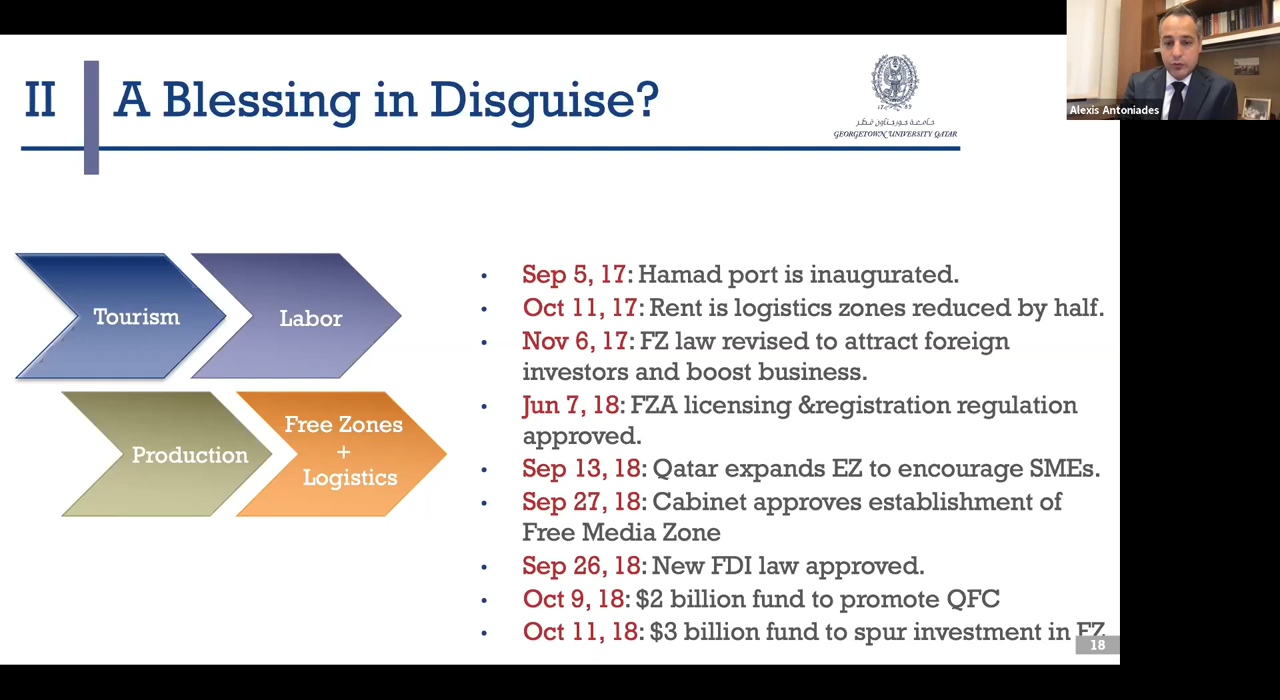 II
A Blessing in Disguise?
جامعة جورجتاون قطر
GEORGETOWN UNIVERSITY QATAR
Alexis Antoniades
Tourism
Labor
Production
Free Zones
+
Logistics
• Sep 5, 17: Hamad port is inaugurated.
• Oct 11, 17: Rent is logistics zones reduced by half.
• Nov 6, 17: FZ law revised to attract foreign
investors and boost business.
• Jun 7, 18: FZA licensing &registration regulation
approved.
• Sep 13, 18: Qatar expands EZ to encourage SMEs.
• Sep 27, 18: Cabinet approves establishment of
Free Media Zone
• Sep 26, 18: New FDI law approved.
• Oct 9, 18: $2 billion fund to promote QFC
• Oct 11, 18: $3 billion fund to spur investment in FZ
18